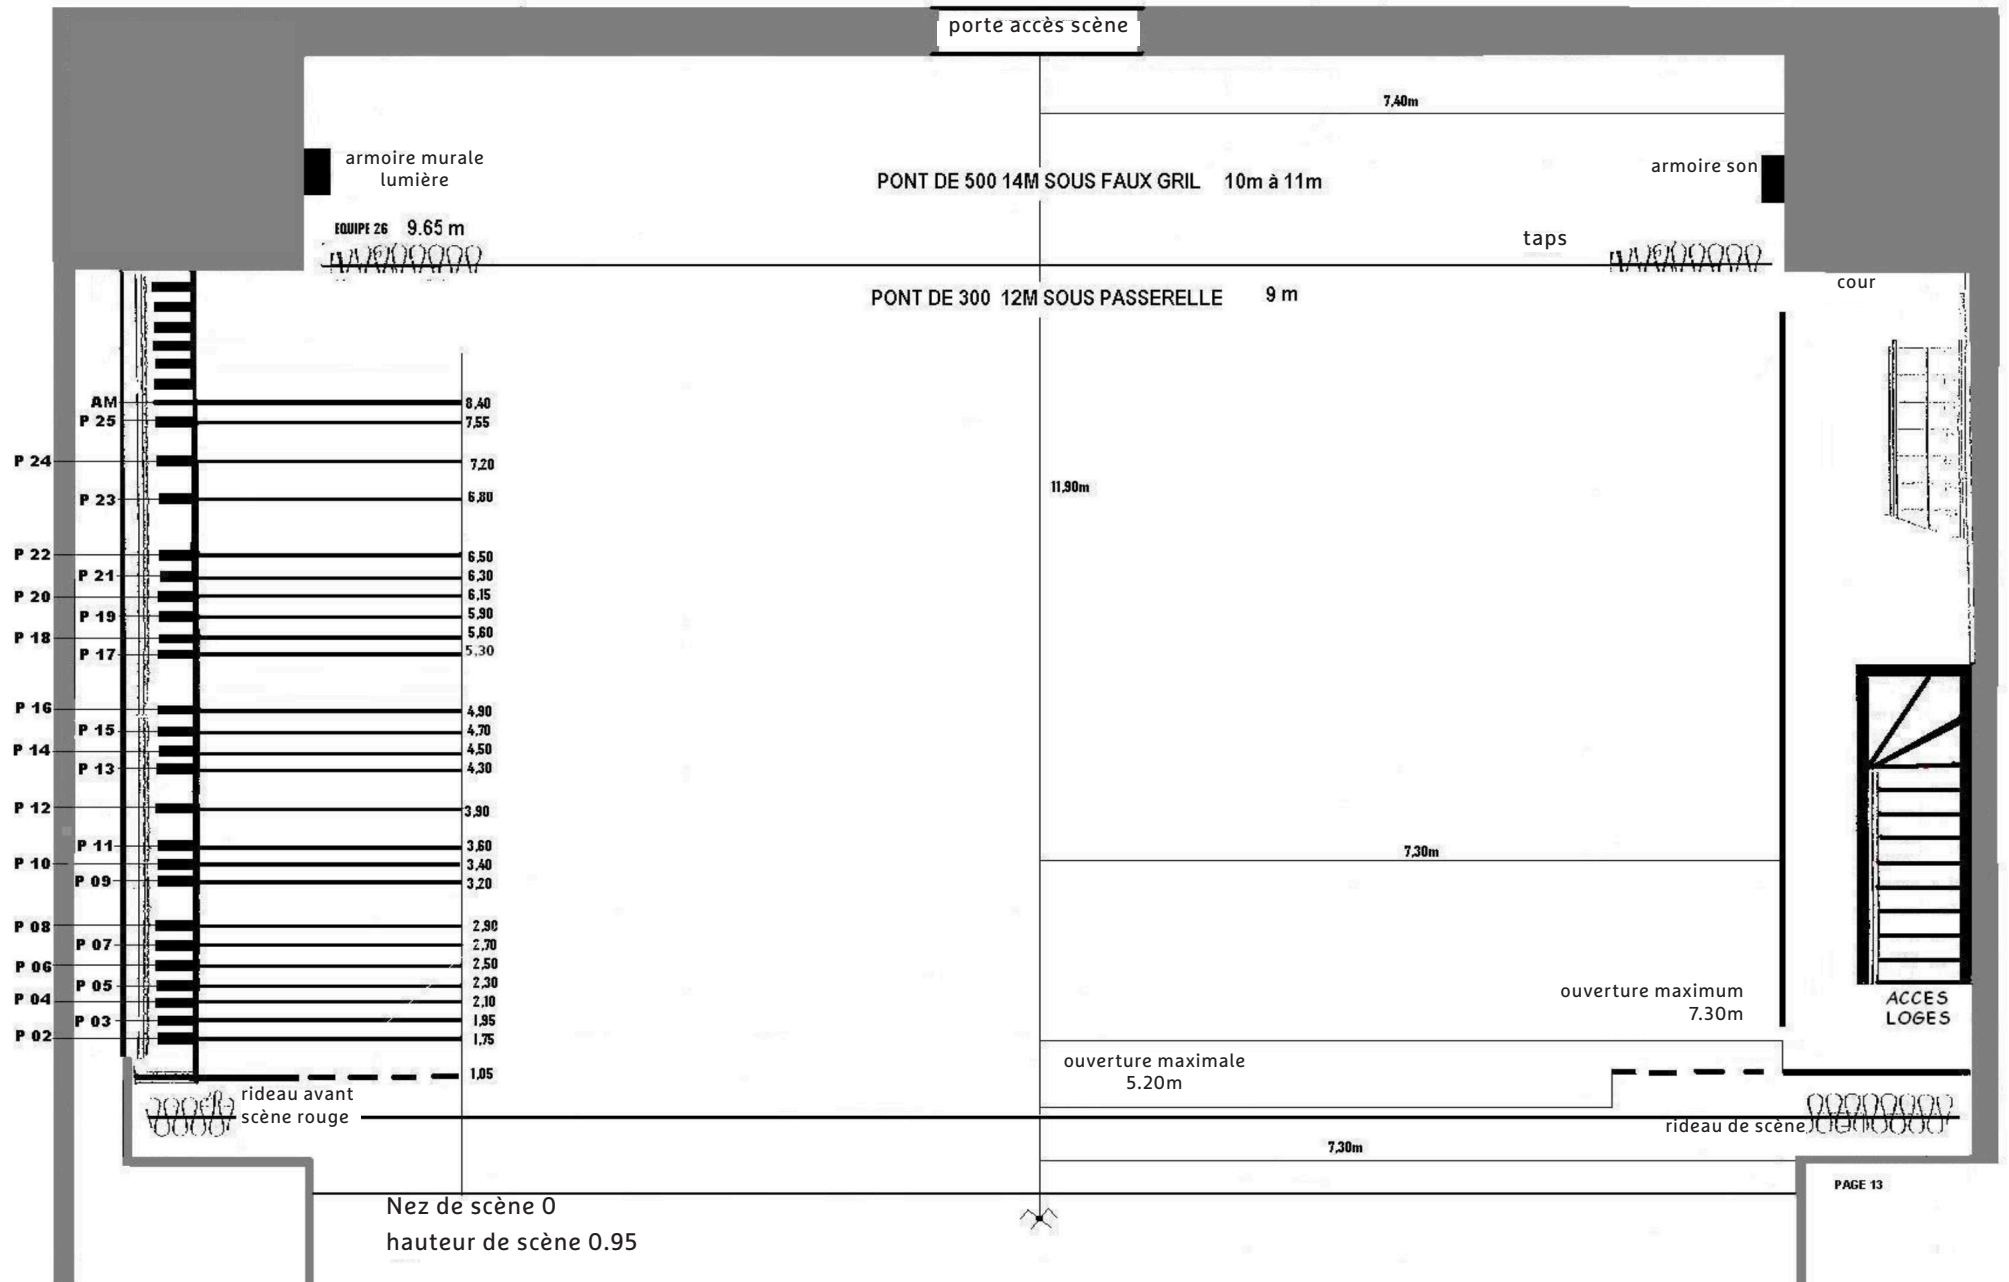 porte accès scène
7,40m
armoire murale
lumière
PONT DE 500 14M SOUS FAUX GRIL 10m à 11m
armoire son
EQUIPE 26 9.65 m
taps
cour
PONT DE 300 12M SOUS PASSERELLE 9 m
AM 8,40
P 25 7,55
P 24 7,20
P 23 6,80
11,90m
P 22 6,50
P 21 6,30
P 20 6,15
P 19 5,90
P 18 5,60
P 17 5,30
P 16 4,90
P 15 4,70
P 14 4,50
P 13 4,30
P 12 3,90
P 11 3,60
7,30m
P 10 3,40
P 09 3,20
P 08 2,90
P 07 2,70
P 06 2,50
P 05 2,30
P 04 2,10
P 03 1,95
P 02 1,75
ouverture maximum
7.30m
ACCES
LOGES
ouverture maximale
5.20m
1,05
rideau avant
scène rouge
rideau de scène
7,30m
PAGE 13
Nez de scène 0
hauteur de scène 0.95